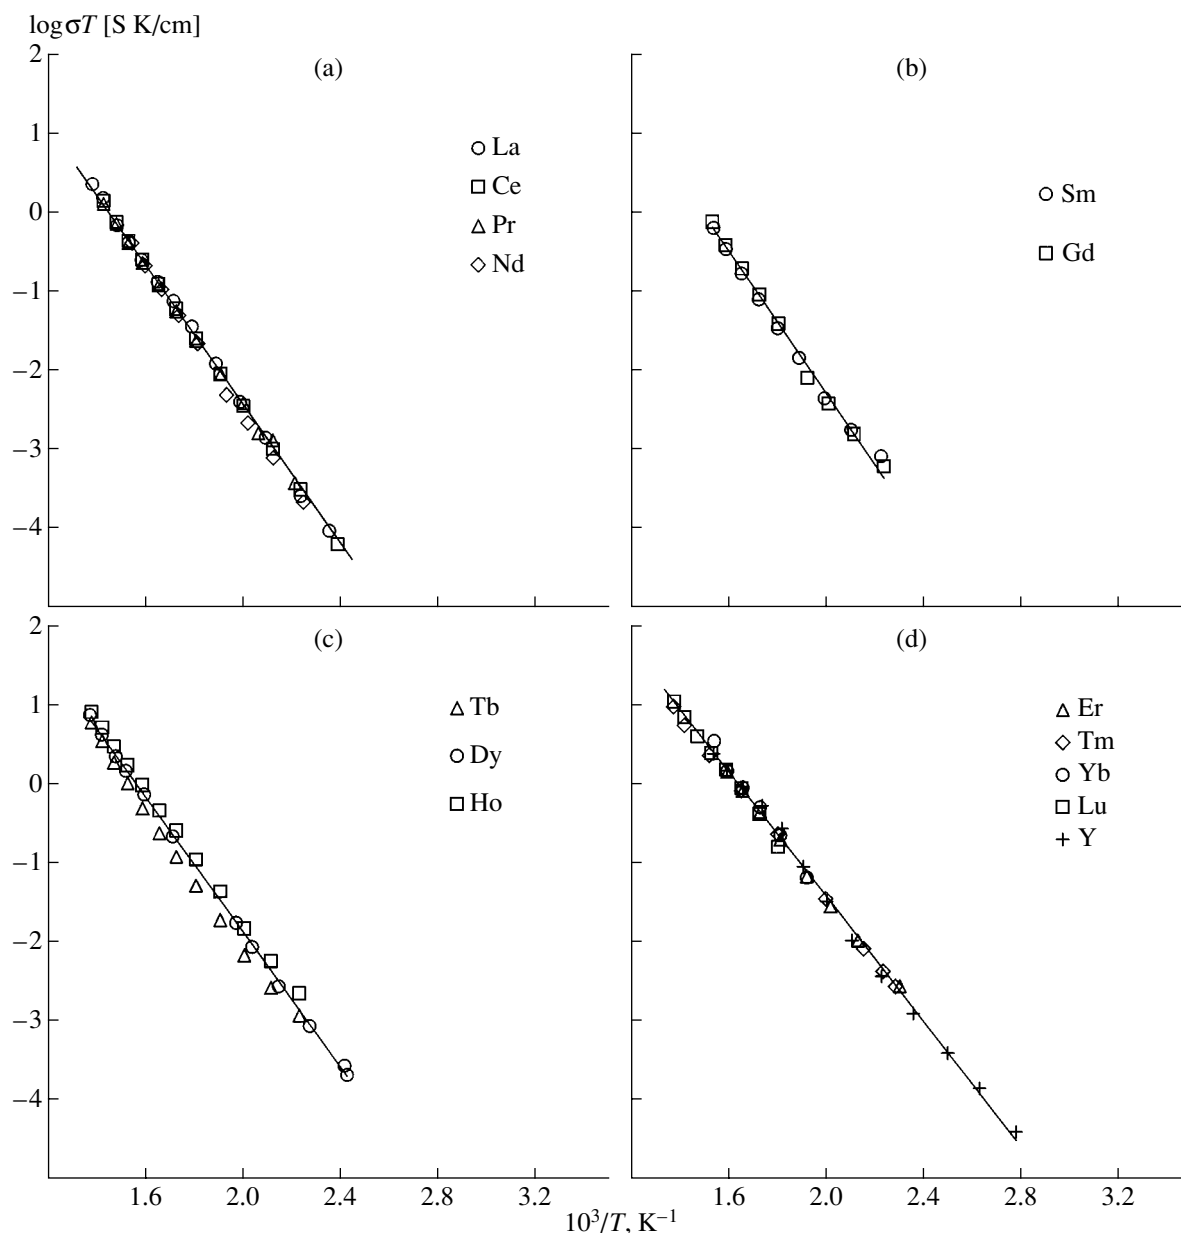 log σT [S K/cm]
2
(a)
(b)
1
La
Ce
Pr
Nd
Sm
Gd
0
−1
−2
−3
−4
1.6 2.0 2.4 2.8 3.2
1.6 2.0 2.4 2.8 3.2
2
(c)
(d)
1
Tb
Dy
Ho
Er
Tm
Yb
Lu
Y
0
−1
−2
−3
−4
10³/T, K⁻¹